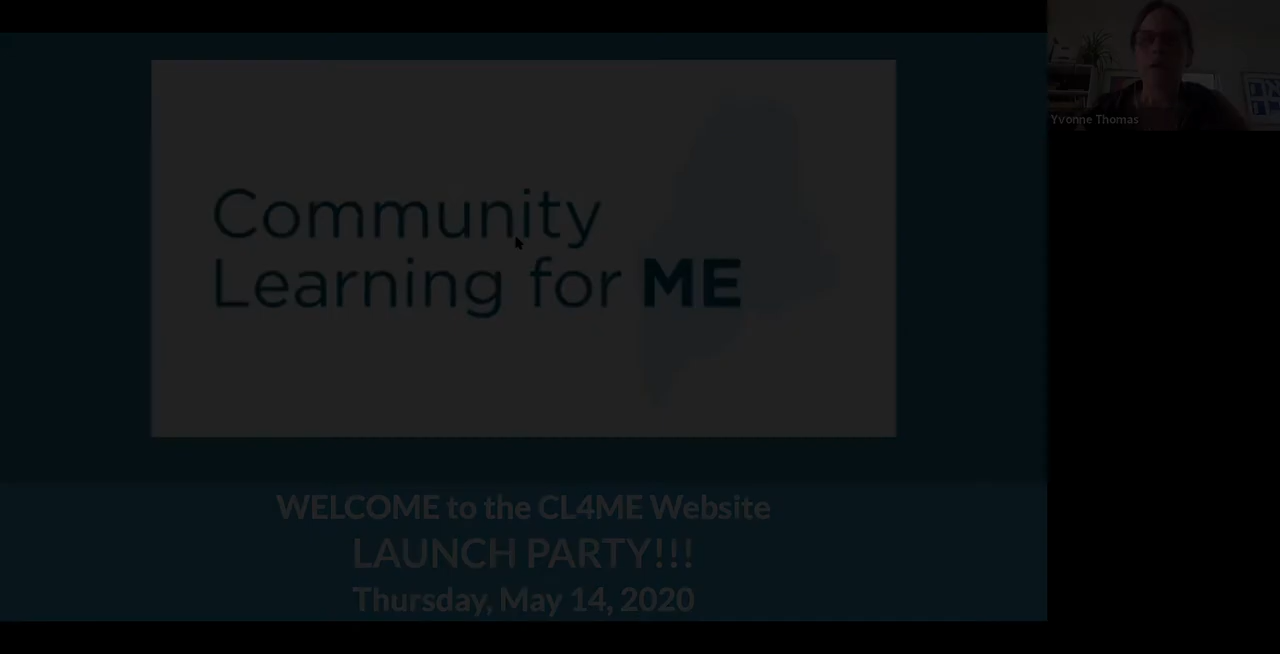 Community
Learning for ME
WELCOME to the CL4ME Website
LAUNCH PARTY!!!
Thursday, May 14, 2020
Yvonne Thomas